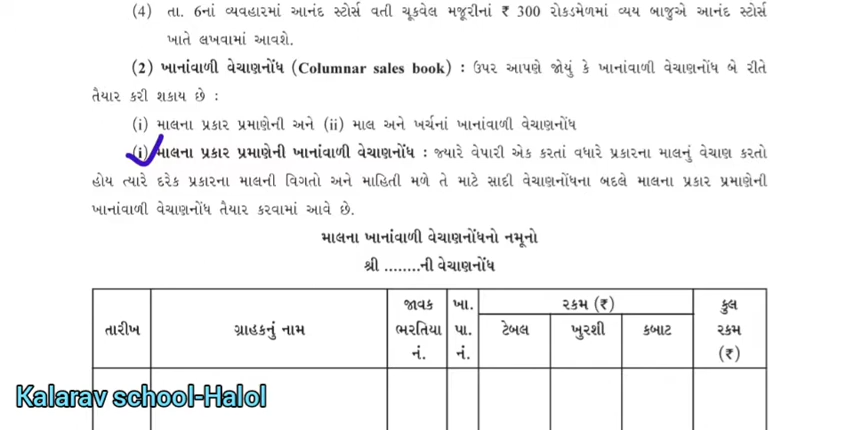 (4) તા. 6નાં વ્યવહારમાં આનંદ સ્ટોર્સ વતી ચૂકવેલ મજૂરીનાં ₹ 300 રોકડમેળમાં વ્યય બાજુએ આનંદ સ્ટોર્સ
ખાતે લખવામાં આવશે.
(2) ખાનાંવાળી વેચાણનોંધ (Columnar sales book) : ઉપર આપણે જોયું કે ખાનાંવાળી વેચાણનોંધ બે રીતે
તૈયાર કરી શકાય છે :
(i) માલના પ્રકાર પ્રમાણેની અને (ii) માલ અને ખર્ચનાં ખાનાંવાળી વેચાણનોંધ
(i) માલના પ્રકાર પ્રમાણેની ખાનાંવાળી વેચાણનોંધ : જ્યારે વેપારી એક કરતાં વધારે પ્રકારના માલનું વેચાણ કરતો
હોય ત્યારે દરેક પ્રકારના માલની વિગતો અને માહિતી મળે તે માટે સાદી વેચાણનોંધના બદલે માલના પ્રકાર પ્રમાણેની
ખાનાંવાળી વેચાણનોંધ તૈયાર કરવામાં આવે છે.
માલના ખાનાંવાળી વેચાણનોંધનો નમૂનો
શ્રી ........ની વેચાણનોંધ
જાવક ખા. રકમ (₹) કુલ
તારીખ ગ્રાહકનું નામ ભરતિયા પા. ટેબલ ખુરશી કબાટ રકમ
નં. નં. (₹)
Kalarav school-Halol